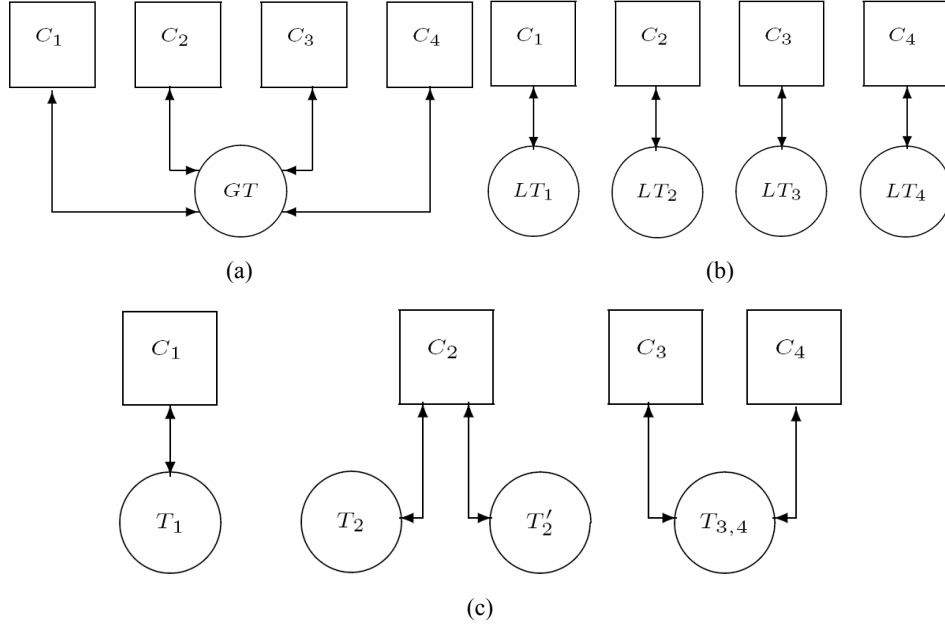 C₁ C₂ C₃ C₄ C₁ C₂ C₃ C₄
GT LT₁ LT₂ LT₃ LT₄
(a) (b)
C₁ C₂ C₃ C₄
T₁ T₂ T₂′ T₃,₄
(c)